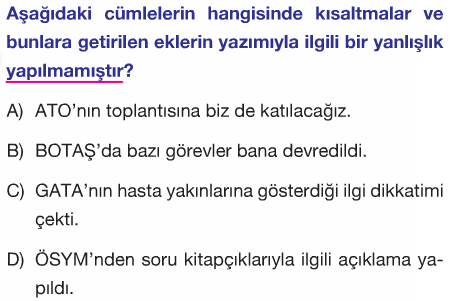 Aşağıdaki cümlelerin hangisinde kısaltmalar ve
bunlara getirilen eklerin yazımıyla ilgili bir yanlışlık
yapılmamıştır?
A) ATO’nın toplantısına biz de katılacağız.
B) BOTAŞ’da bazı görevler bana devredildi.
C) GATA’nın hasta yakınlarına gösterdiği ilgi dikkatimi
çekti.
D) ÖSYM’nden soru kitapçıklarıyla ilgili açıklama ya-
pıldı.